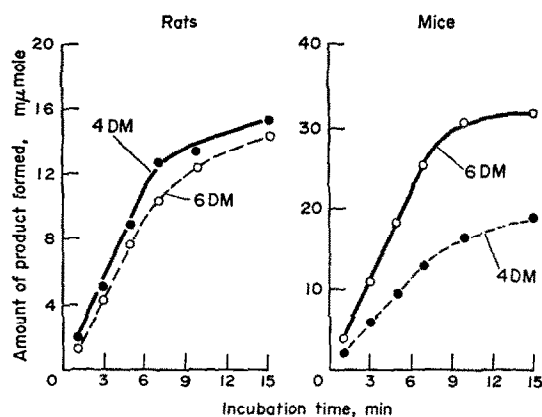 Rats
Mice
Amount of product formed, mμmole
20
16
12
8
4
4 DM
6 DM
0 3 6 9 12 15
40
30
20
10
6 DM
4 DM
0 3 6 9 12 15
Incubation time, min